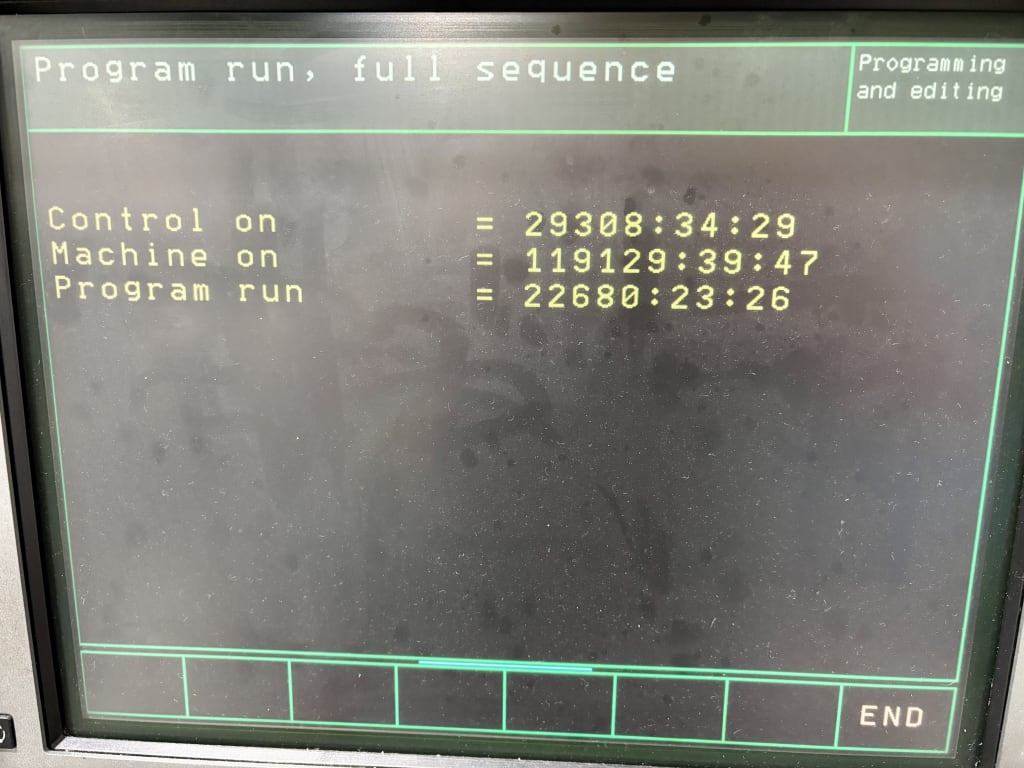 Program run, full sequence
Programming
and editing
Control on = 29308:34:29
Machine on = 119129:39:47
Program run = 22680:23:26
END